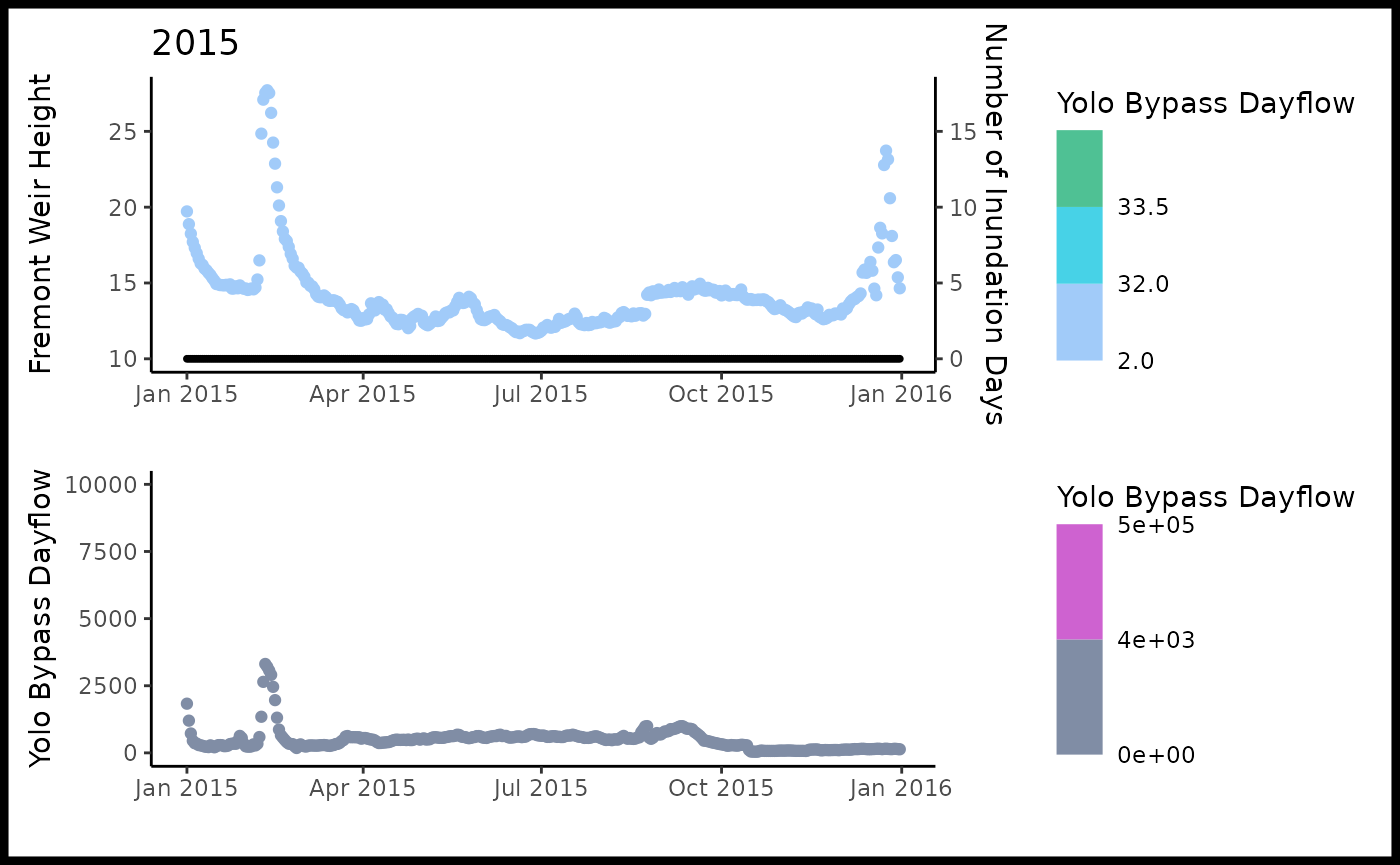 2015
Fremont Weir Height
25
20
15
10
15
10
5
0
Number of Inundation Days
Jan 2015
Apr 2015
Jul 2015
Oct 2015
Jan 2016
Yolo Bypass Dayflow
33.5
32.0
2.0
Yolo Bypass Dayflow
10000
7500
5000
2500
0
Jan 2015
Apr 2015
Jul 2015
Oct 2015
Jan 2016
Yolo Bypass Dayflow
5e+05
4e+03
0e+00